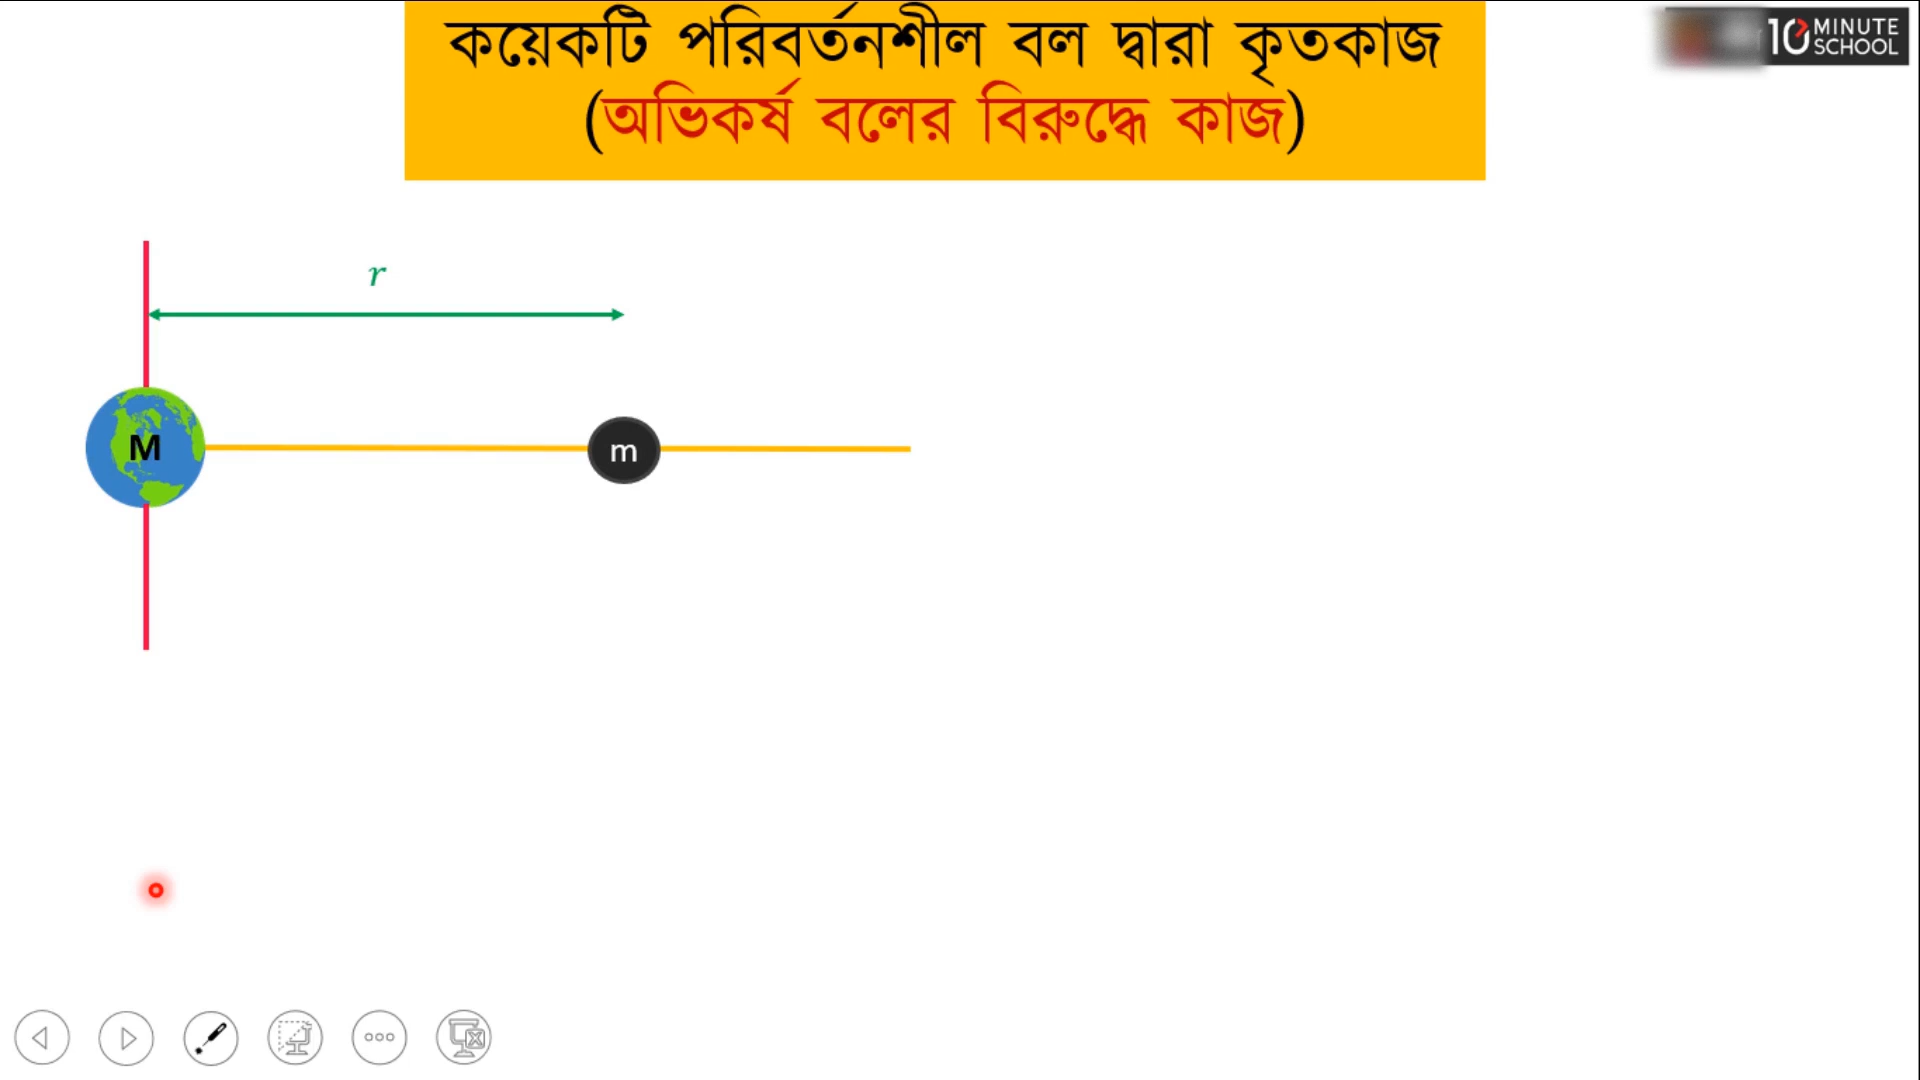 কয়েকটি পরিবর্তনশীল বল দ্বারা কৃতকাজ
(অভিকর্ষ বলের বিরুদ্ধে কাজ)
10 MINUTE
SCHOOL
r
M
m